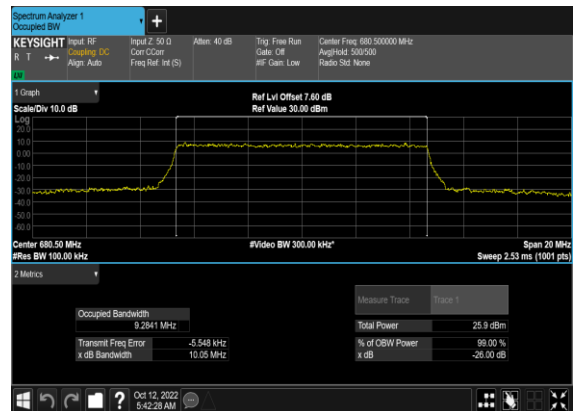 Spectrum Analyzer 1
Occupied BW
+
KEYSIGHT Input: RF Input Z: 50 Ω Atten: 40 dB Trig: Free Run Center Freq: 680.500000 MHz
R T Coupling: DC Corr CCorr Gate: Off Avg|Hold: 500/500
Align: Auto Freq Ref: Int (S) #IF Gain: Low Radio Std: None
1 Graph
Ref Lvl Offset 7.60 dB
Scale/Div 10.0 dB Ref Value 30.00 dBm
Log
20.0
10.0
0.00
-10.0
-20.0
-30.0
-40.0
-50.0
-60.0
Center 680.50 MHz #Video BW 300.00 kHz* Span 20 MHz
#Res BW 100.00 kHz Sweep 2.53 ms (1001 pts)
2 Metrics
Measure Trace Trace 1
Occupied Bandwidth
9.2841 MHz Total Power 25.9 dBm
Transmit Freq Error -5.548 kHz % of OBW Power 99.00 %
x dB Bandwidth 10.05 MHz x dB -26.00 dB
? Oct 12, 2022
5:42:28 AM